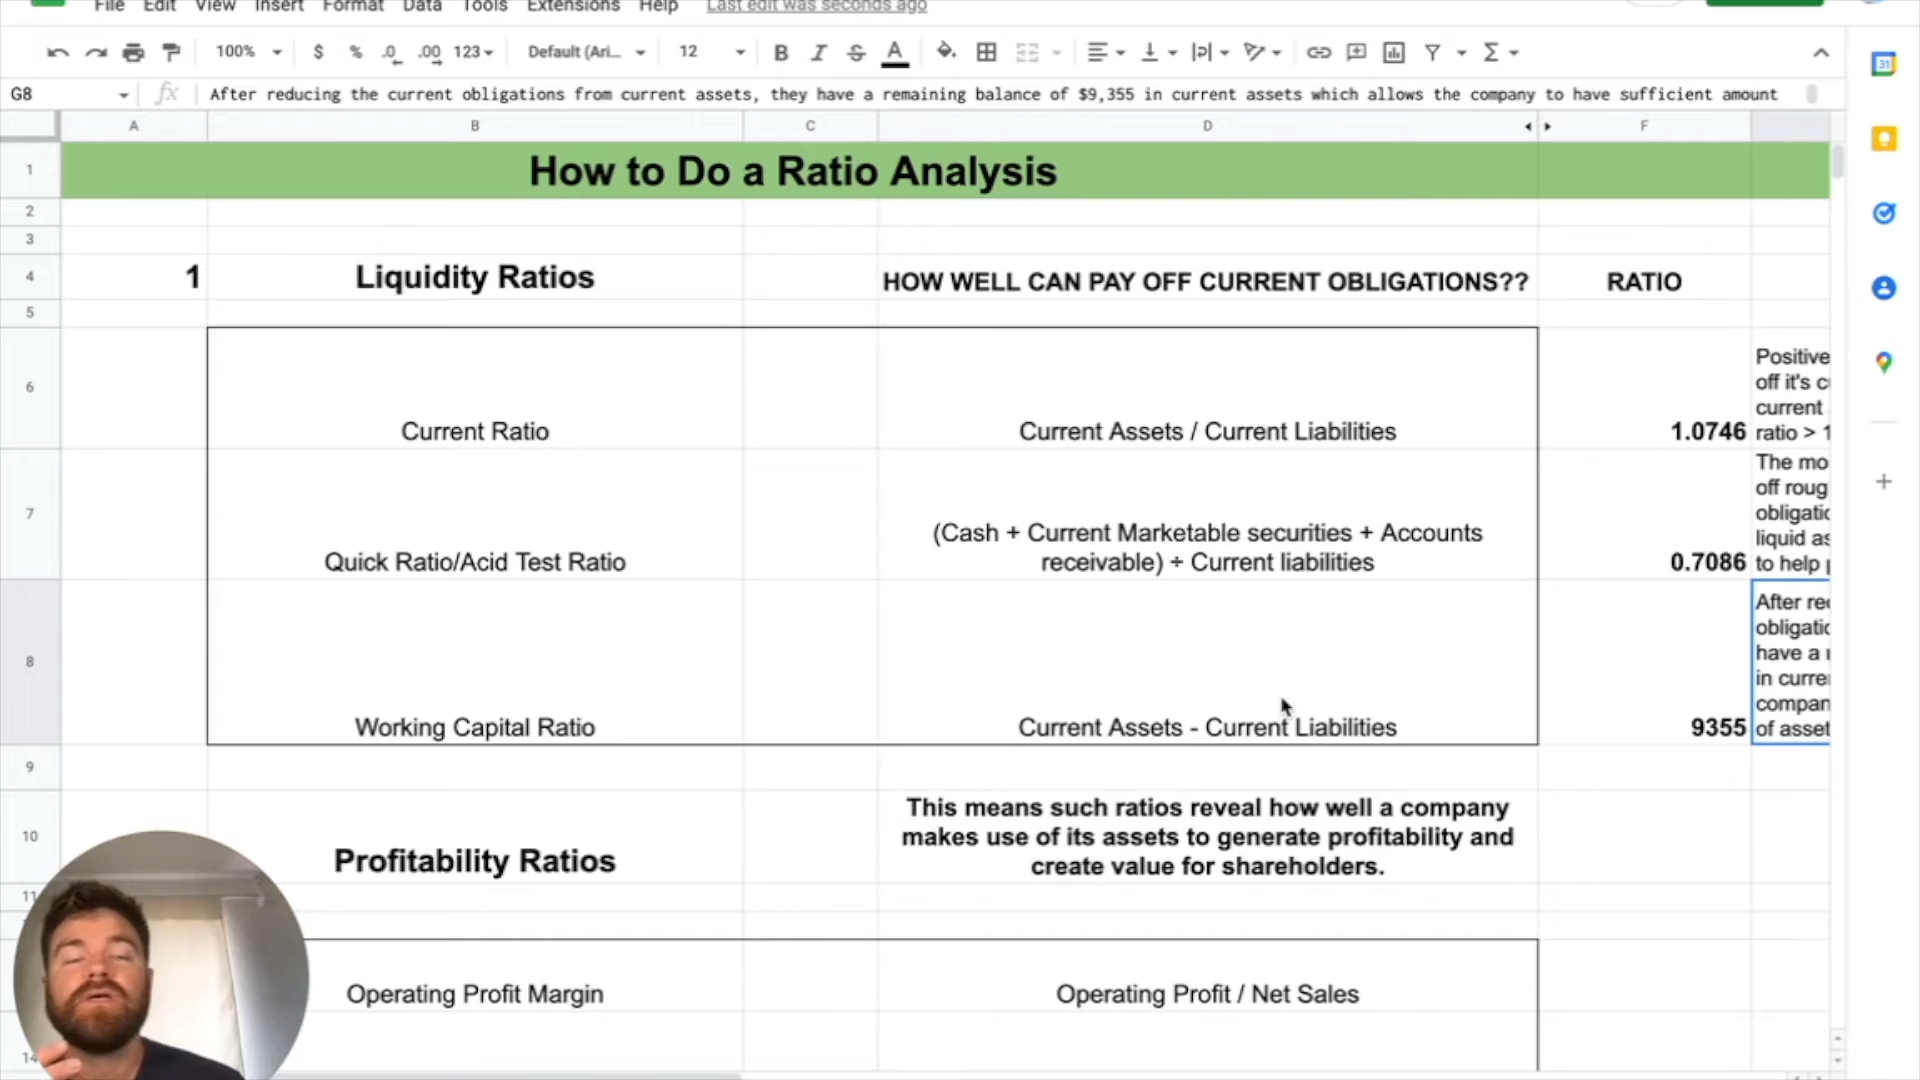 File Edit View Insert Format Data Tools Extensions Help Last edit was seconds ago
100% $ % .0 .00 123 Default (Ari... 12 B I S A
G8 fx After reducing the current obligations from current assets, they have a remaining balance of $9,355 in current assets which allows the company to have sufficient amount
A B C D F
1 How to Do a Ratio Analysis
2
3
4 1 Liquidity Ratios HOW WELL CAN PAY OFF CURRENT OBLIGATIONS?? RATIO
5
Positive
off it's c
current
ratio > 1
6 Current Ratio Current Assets / Current Liabilities 1.0746
The mo
off roug
obligatio
liquid as
to help
7 Quick Ratio/Acid Test Ratio (Cash + Current Marketable securities + Accounts
receivable) ÷ Current liabilities 0.7086
After re
obligatio
have a
in curre
compan
of asset
8 Working Capital Ratio Current Assets - Current Liabilities 9355
9
This means such ratios reveal how well a company
makes use of its assets to generate profitability and
create value for shareholders.
10 Profitability Ratios
11
Operating Profit Margin Operating Profit / Net Sales
14
31